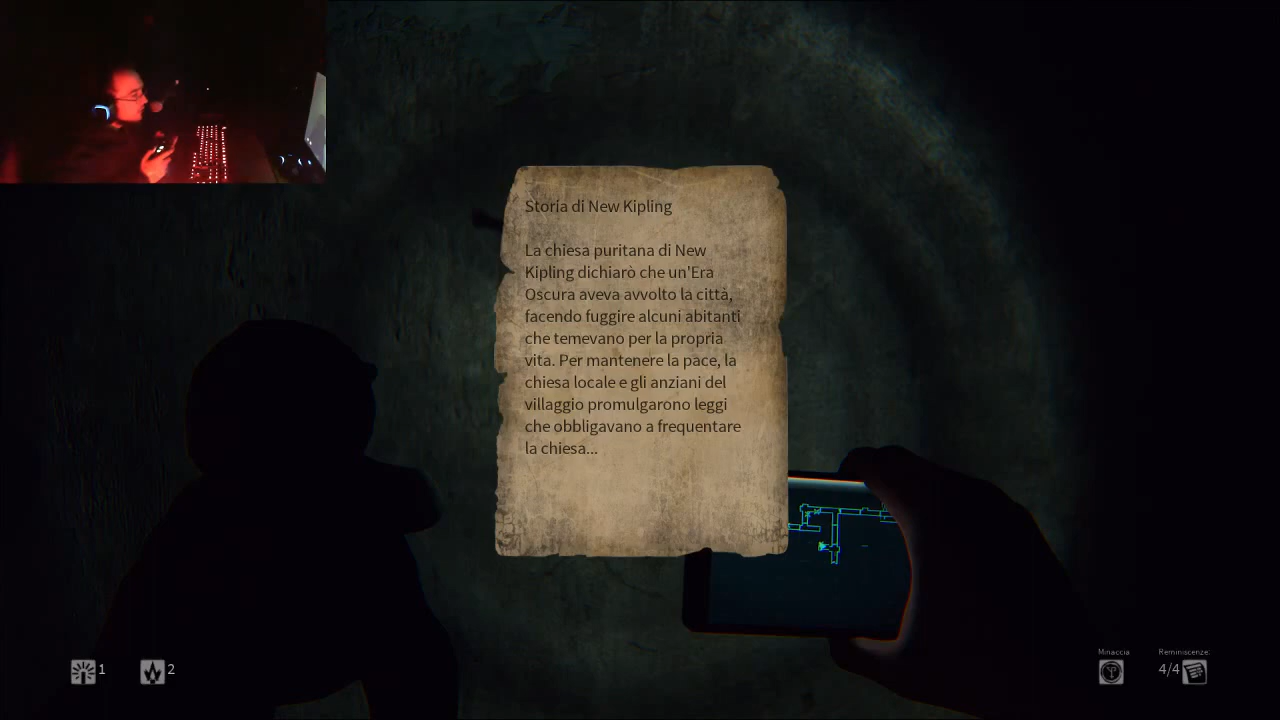 Storia di New Kipling
La chiesa puritana di New
Kipling dichiarò che un'Era
Oscura aveva avvolto la città,
facendo fuggire alcuni abitanti
che temevano per la propria
vita. Per mantenere la pace, la
chiesa locale e gli anziani del
villaggio promulgarono leggi
che obbligavano a frequentare
la chiesa...
1
2
Minaccia
Reminiscenze:
4/4